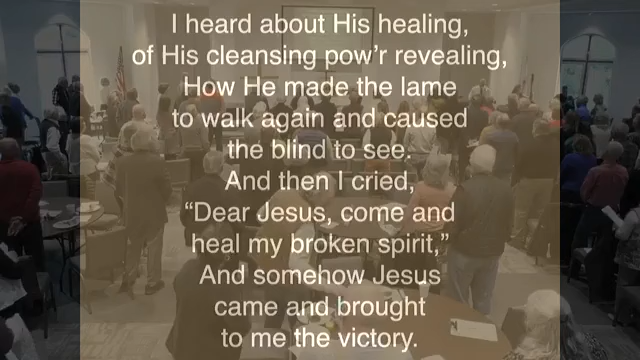 I heard about His healing,
of His cleansing pow’r revealing,
How He made the lame
to walk again and caused
the blind to see.
And then I cried,
“Dear Jesus, come and
heal my broken spirit,”
And somehow Jesus
came and brought
to me the victory.